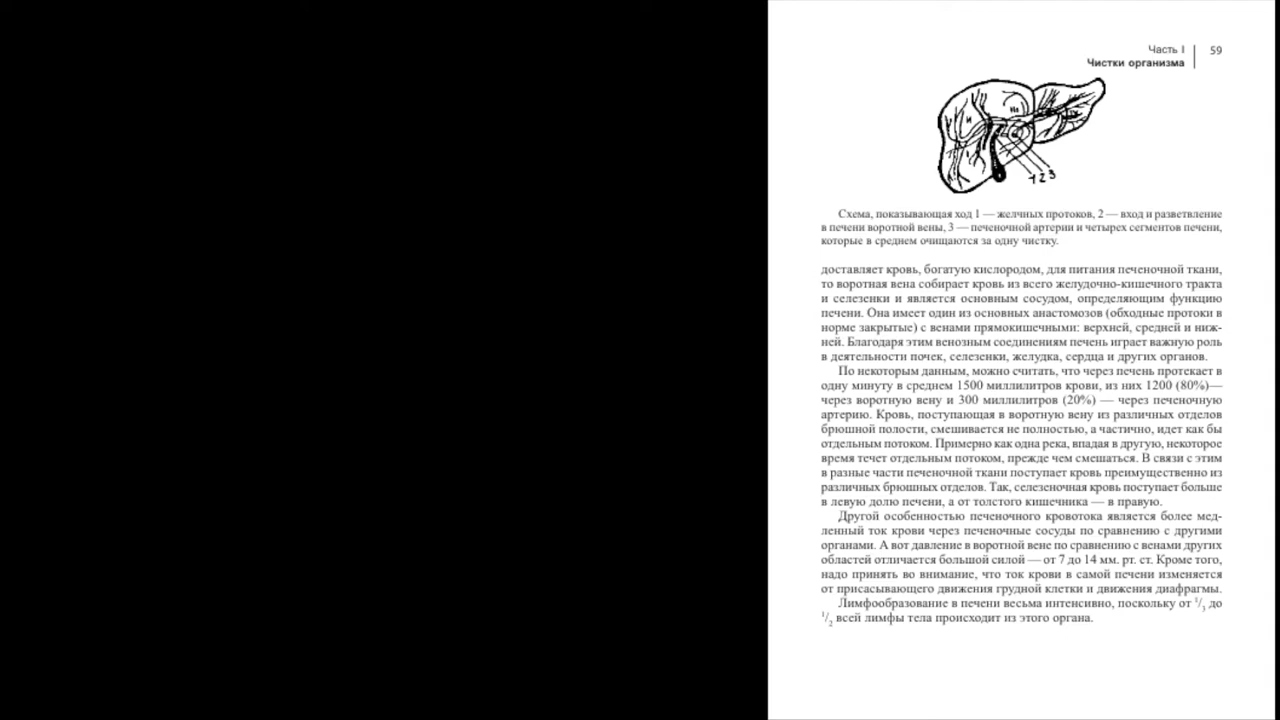 Часть I 59
Чистки организма
И
1 2 3
Схема, показывающая ход 1 — желчных протоков, 2 — вход и разветвление
в печени воротной вены, 3 — печеночной артерии и четырех сегментов печени,
которые в среднем очищаются за одну чистку.
доставляет кровь, богатую кислородом, для питания печеночной ткани,
то воротная вена собирает кровь из всего желудочно-кишечного тракта
и селезенки и является основным сосудом, определяющим функцию
печени. Она имеет один из основных анастомозов (обходные протоки в
норме закрытые) с венами прямокишечными: верхней, средней и ниж-
ней. Благодаря этим венозным соединениям печень играет важную роль
в деятельности почек, селезенки, желудка, сердца и других органов.
По некоторым данным, можно считать, что через печень протекает в
одну минуту в среднем 1500 миллилитров крови, из них 1200 (80%)—
через воротную вену и 300 миллилитров (20%) — через печеночную
артерию. Кровь, поступающая в воротную вену из различных отделов
брюшной полости, смешивается не полностью, а частично, идет как бы
отдельным потоком. Примерно как одна река, впадая в другую, некоторое
время течет отдельным потоком, прежде чем смешаться. В связи с этим
в разные части печеночной ткани поступает кровь преимущественно из
различных брюшных отделов. Так, селезеночная кровь поступает больше
в левую долю печени, а от толстого кишечника — в правую.
Другой особенностью печеночного кровотока является более мед-
ленный ток крови через печеночные сосуды по сравнению с другими
органами. А вот давление в воротной вене по сравнению с венами других
областей отличается большой силой — от 7 до 14 мм. рт. ст. Кроме того,
надо принять во внимание, что ток крови в самой печени изменяется
от присасывающего движения грудной клетки и движения диафрагмы.
Лимфообразование в печени весьма интенсивно, поскольку от 1/3 до
1/2 всей лимфы тела происходит из этого органа.